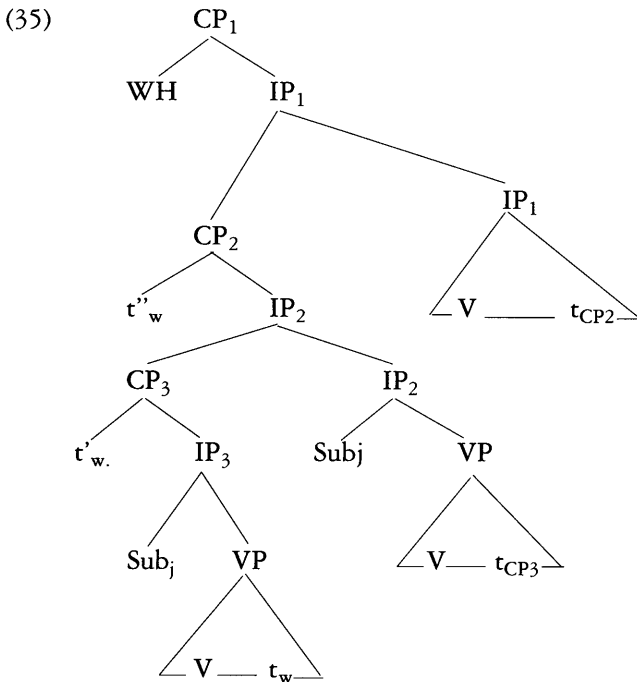 (35) CP₁
WH IP₁
IP₁
CP₂
t''w IP₂ V tCP2
CP₃ IP₂
t'w. IP₃ Subj VP
Subj VP V tCP3
V tw